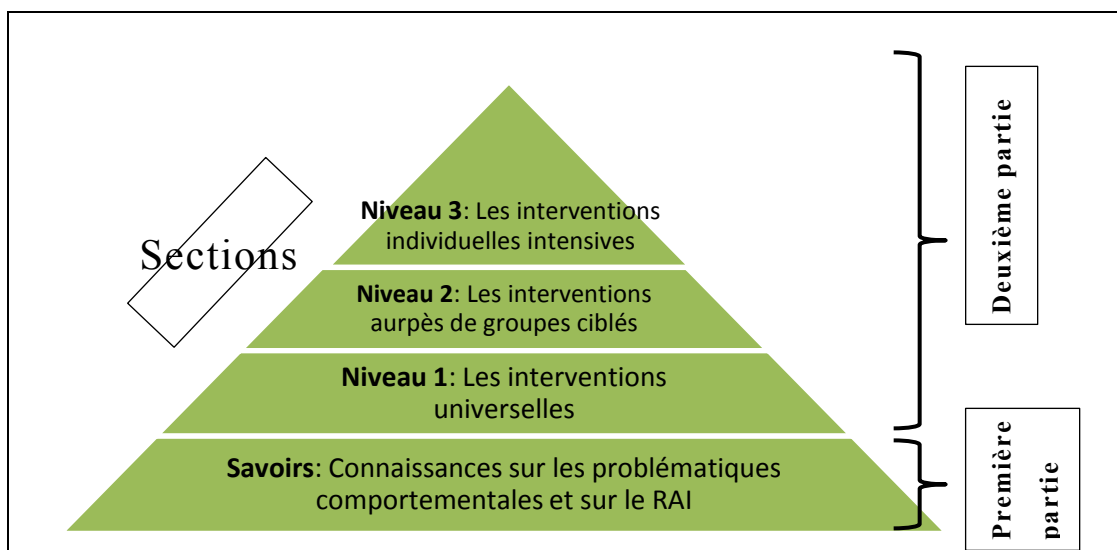 Sections
Niveau 3: Les interventions
individuelles intensives
Niveau 2: Les interventions
aurpès de groupes ciblés
Niveau 1: Les interventions
universelles
Savoirs: Connaissances sur les problématiques
comportementales et sur le RAI
Deuxième partie
Première
partie